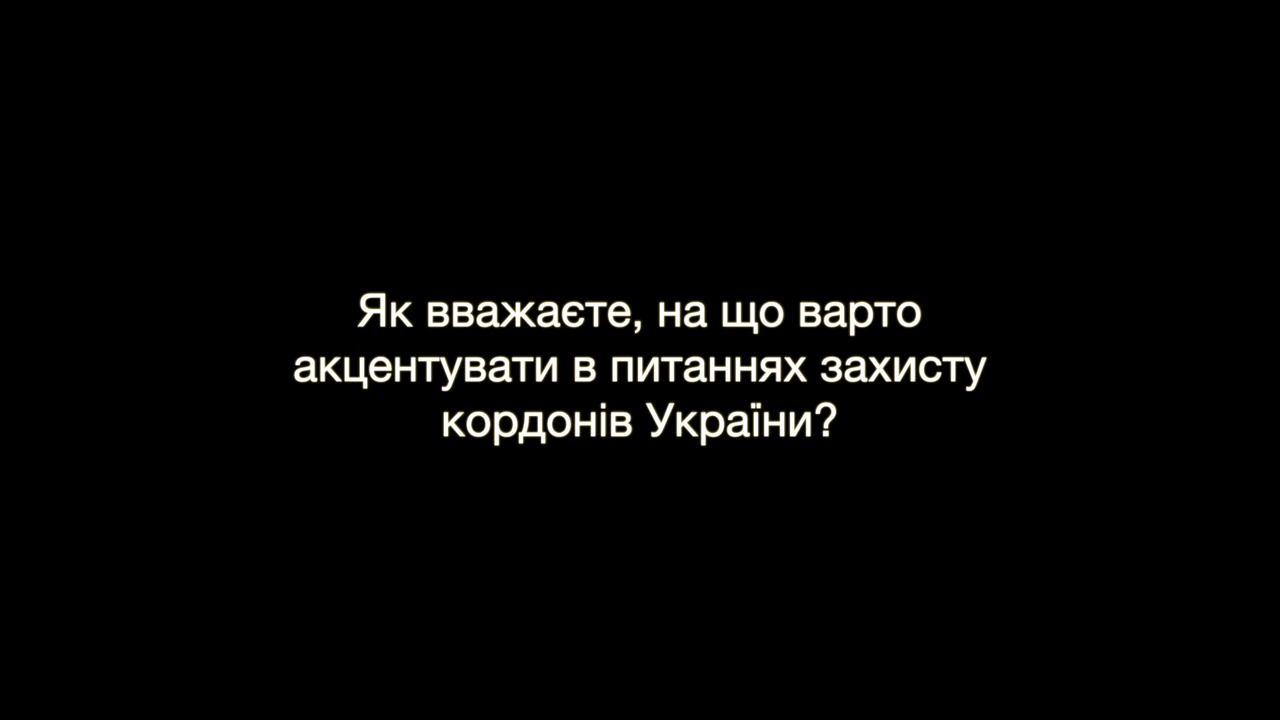 Як вважаєте, на що варто
акцентувати в питаннях захисту
кордонів України?